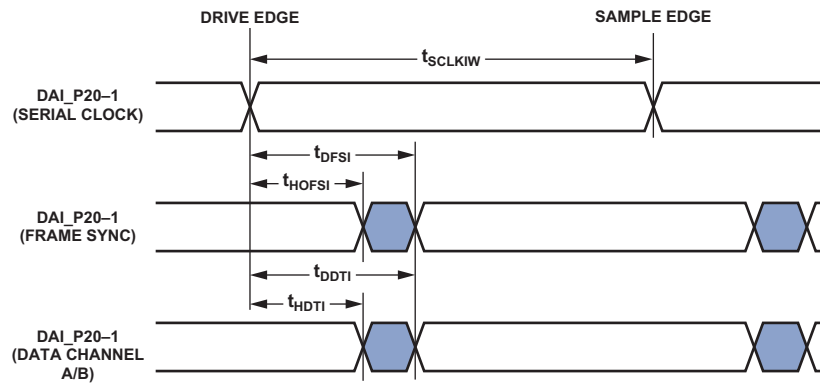 DRIVE EDGE
SAMPLE EDGE
tSCLKIW
DAI_P20–1
(SERIAL CLOCK)
tDFSI
tHOFSI
DAI_P20–1
(FRAME SYNC)
tDDTI
tHDTI
DAI_P20–1
(DATA CHANNEL
A/B)